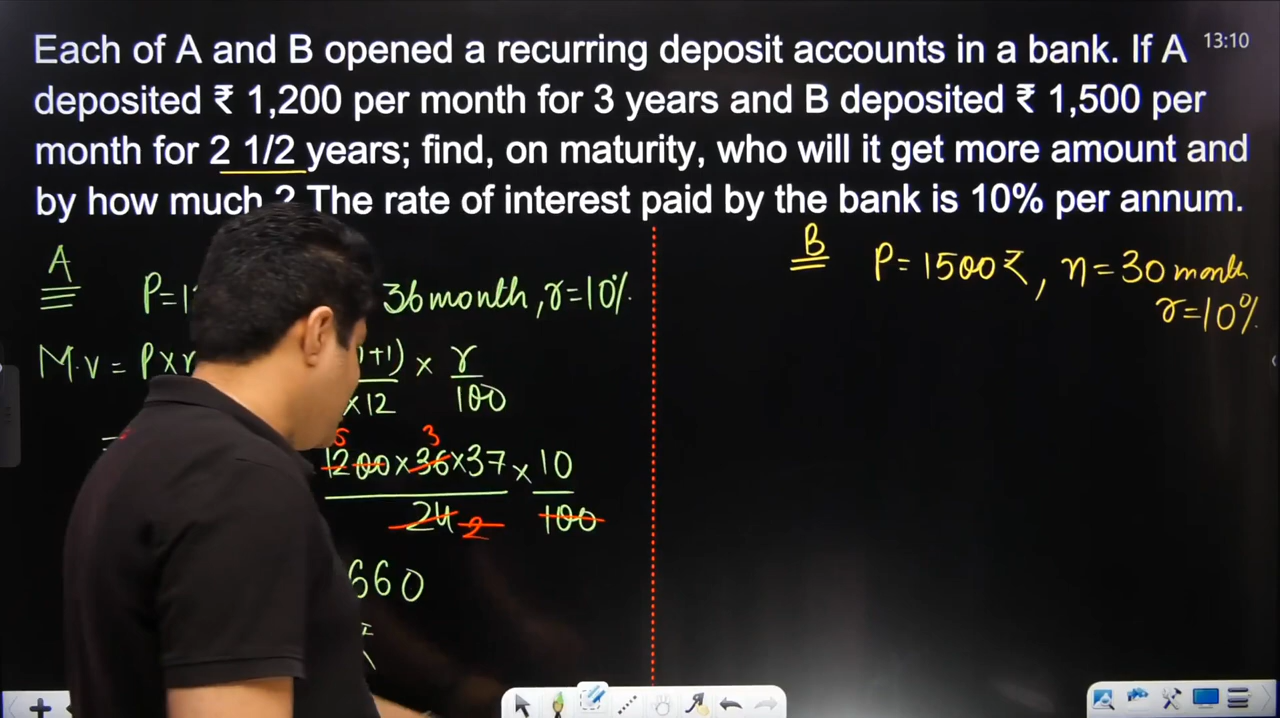 Each of A and B opened a recurring deposit accounts in a bank. If A
13:10
deposited ₹ 1,200 per month for 3 years and B deposited ₹ 1,500 per
month for 2 1/2 years; find, on maturity, who will it get more amount and
by how much ? The rate of interest paid by the bank is 10% per annum.
A
P=1 36 month, r=10%.
M.V = P×n +1) × r
×12 100
5 3
1200×36×37 × 10
24 2 100
660
B P= 1500₹, n=30 month
r=10%.